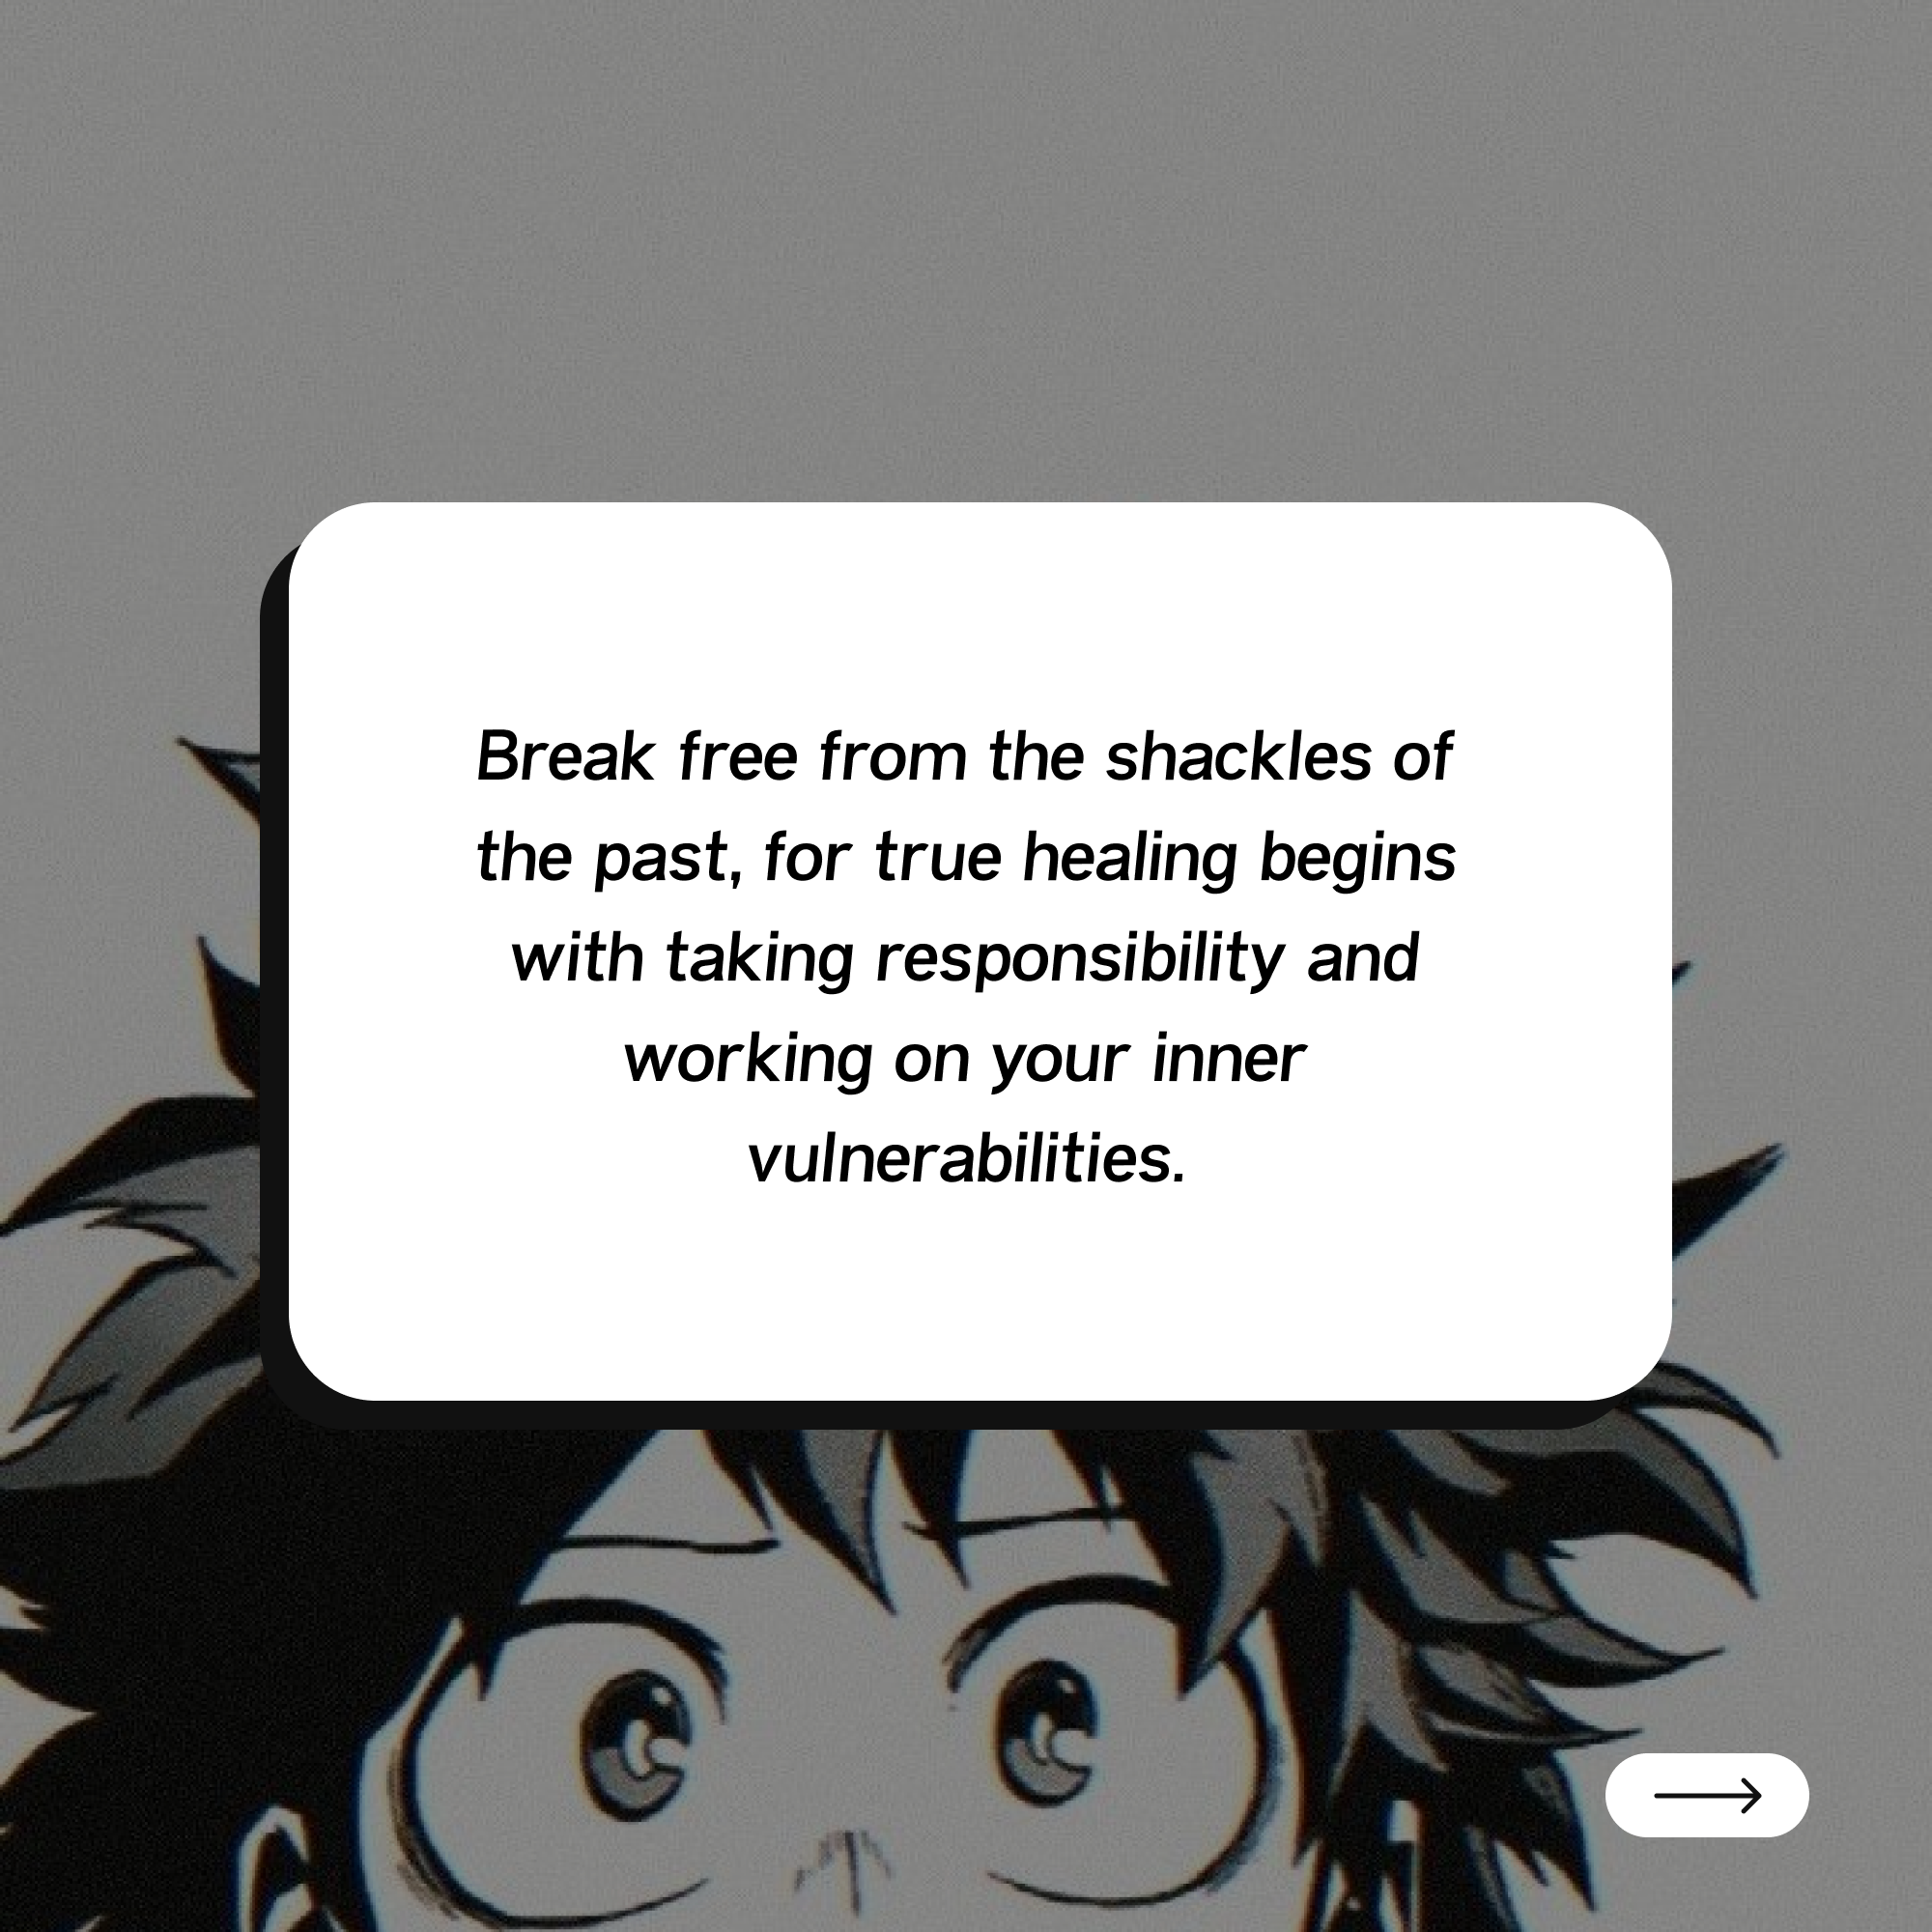 Break free from the shackles of
the past, for true healing begins
with taking responsibility and
working on your inner
vulnerabilities.